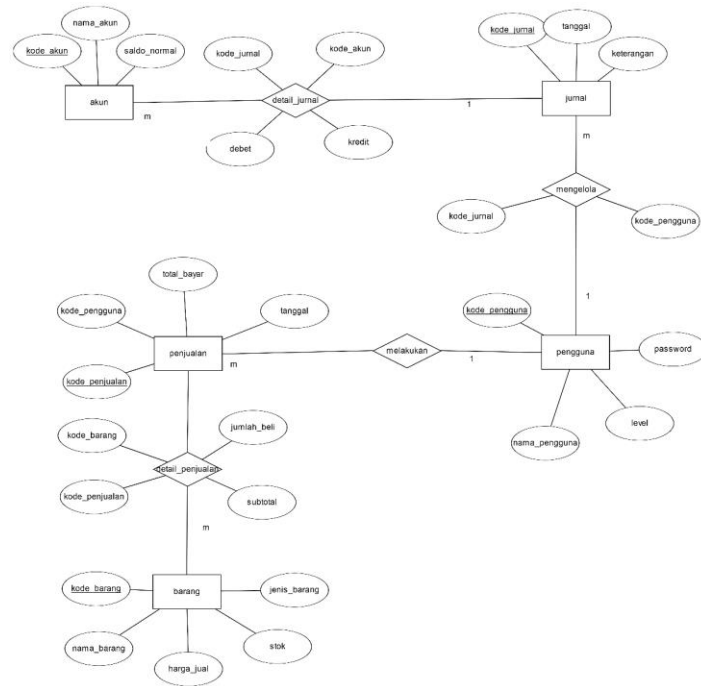 nama_akun
kode_akun
saldo_normal
akun
m
kode_jurnal
kode_akun
detail_jurnal
debet
kredit
1
kode_jurnal
tanggal
keterangan
jurnal
m
mengelola
kode_jurnal
kode_pengguna
1
total_bayar
kode_pengguna
tanggal
kode_penjualan
penjualan
m
melakukan
1
kode_pengguna
pengguna
password
level
nama_pengguna
kode_barang
jumlah_beli
detail_penjualan
kode_penjualan
subtotal
m
kode_barang
barang
jenis_barang
nama_barang
harga_jual
stok